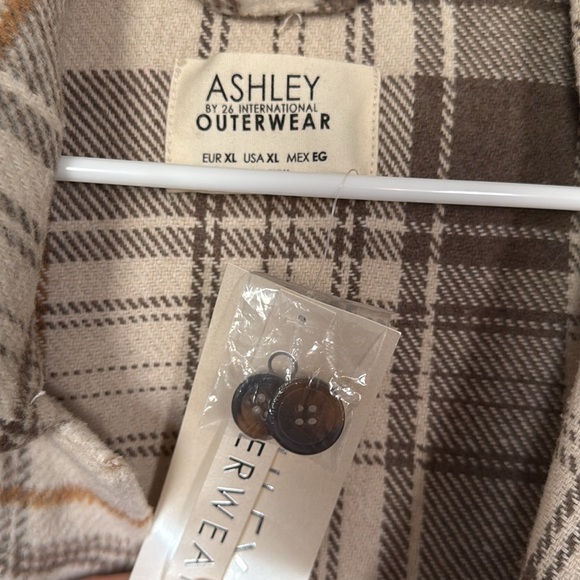 ASHLEY
BY 26 INTERNATIONAL
OUTERWEAR
EUR XL USA XL MEX EG